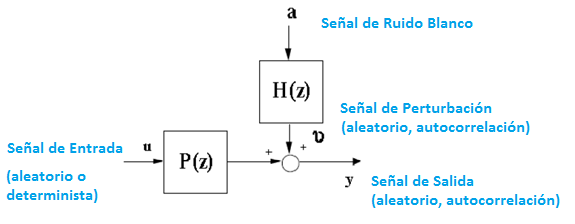 a
Señal de Ruido Blanco
H(z)
Señal de Perturbación
(aleatorio, autocorrelación)
Señal de Entrada
u
+
+
υ
(aleatorio o
determinista)
P(z)
y
Señal de Salida
(aleatorio, autocorrelación)